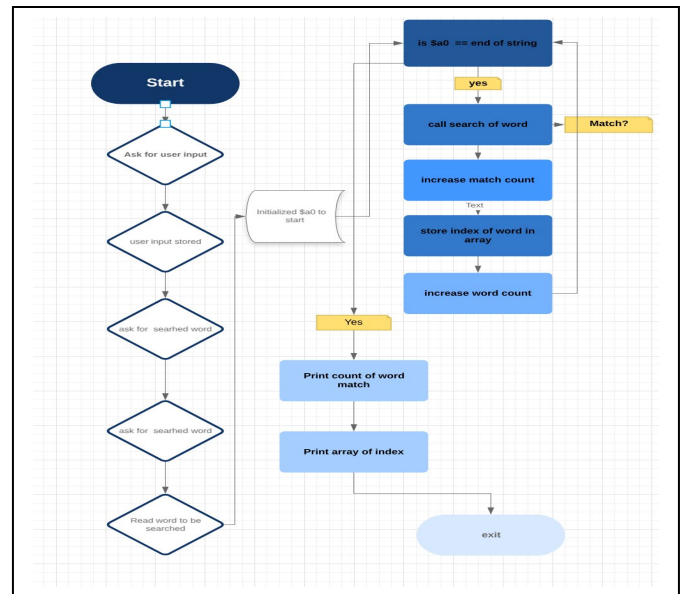 Start
Ask for user input
user input stored
ask for searhed word
ask for searhed word
Read word to be
searched
Initialized $a0 to
start
is $a0 == end of string
yes
call search of word
Match?
increase match count
Text
store index of word in
array
increase word count
Yes
Print count of word
match
Print array of index
exit